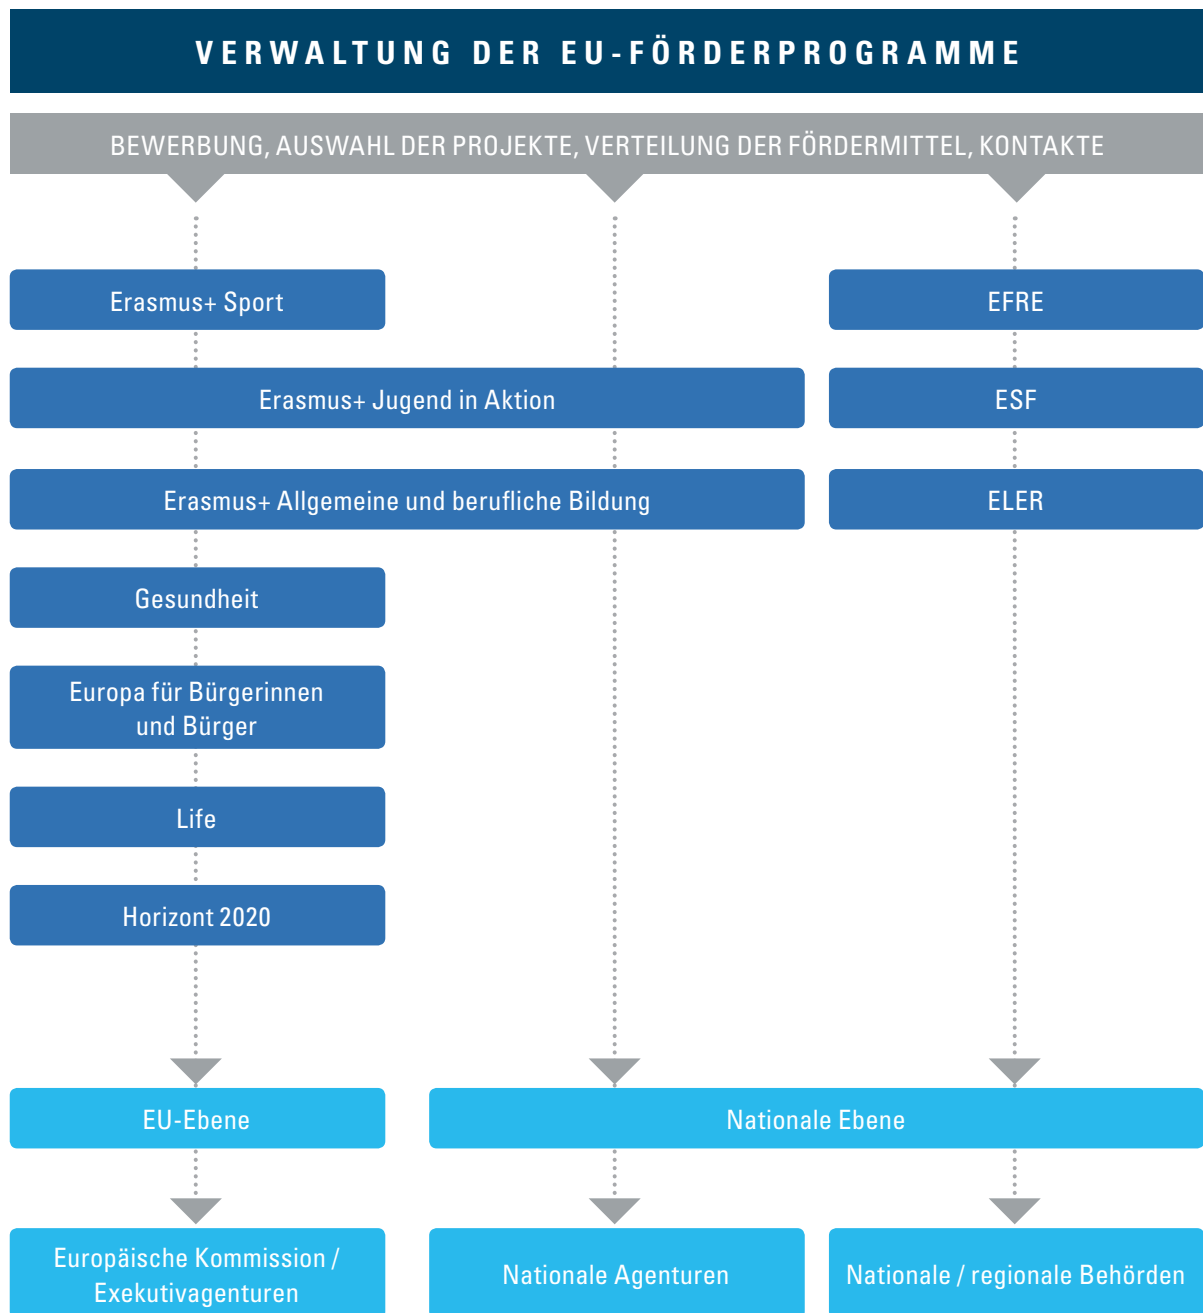 VERWALTUNG DER EU-FÖRDERPROGRAMME
BEWERBUNG, AUSWAHL DER PROJEKTE, VERTEILUNG DER FÖRDERMITTEL, KONTAKTE
Erasmus+ Sport
EFRE
Erasmus+ Jugend in Aktion
ESF
Erasmus+ Allgemeine und berufliche Bildung
ELER
Gesundheit
Europa für Bürgerinnen
und Bürger
Life
Horizont 2020
EU-Ebene
Nationale Ebene
Europäische Kommission /
Exekutivagenturen
Nationale Agenturen
Nationale / regionale Behörden